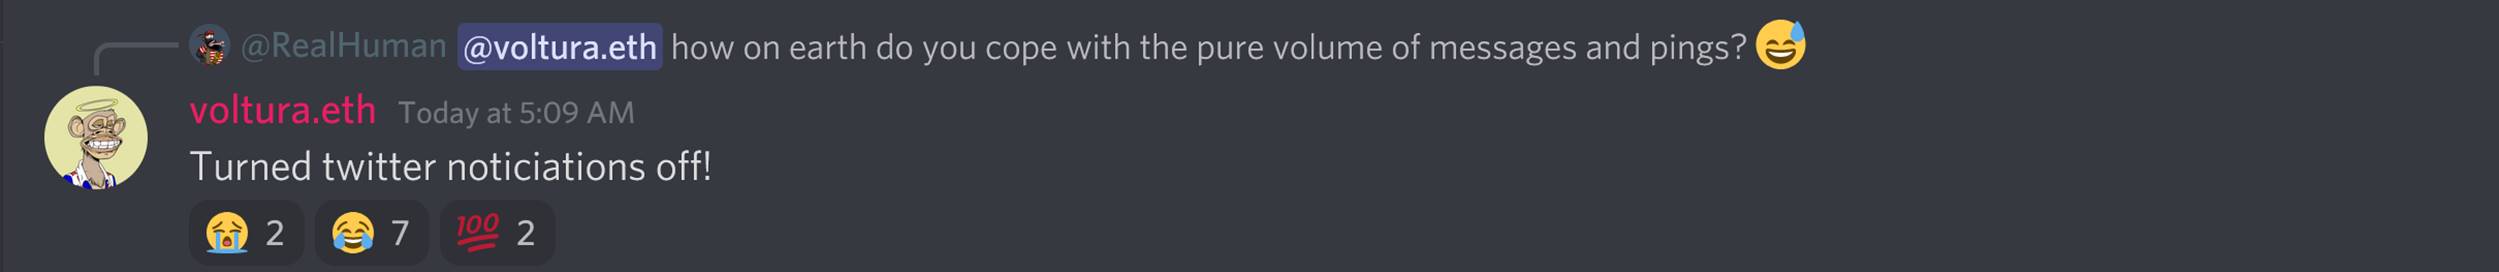 @RealHuman @voltura.eth how on earth do you cope with the pure volume of messages and pings? 😅
voltura.eth Today at 5:09 AM
Turned twitter noticiations off!
😭 2 😂 7 💯 2